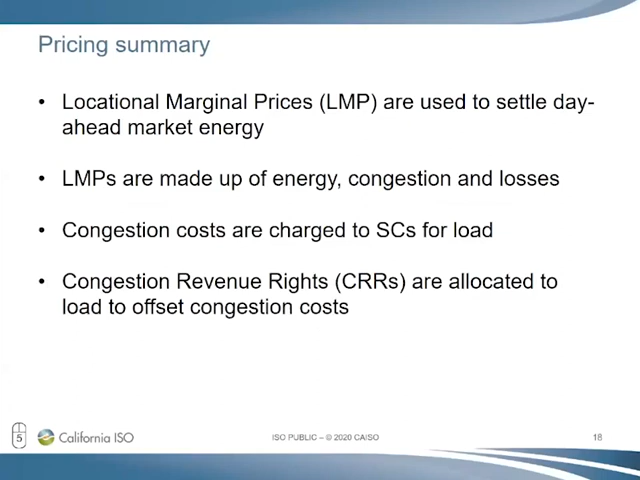 Pricing summary
• Locational Marginal Prices (LMP) are used to settle day-
ahead market energy
• LMPs are made up of energy, congestion and losses
• Congestion costs are charged to SCs for load
• Congestion Revenue Rights (CRRs) are allocated to
load to offset congestion costs
5
California ISO
ISO PUBLIC – © 2020 CAISO
18